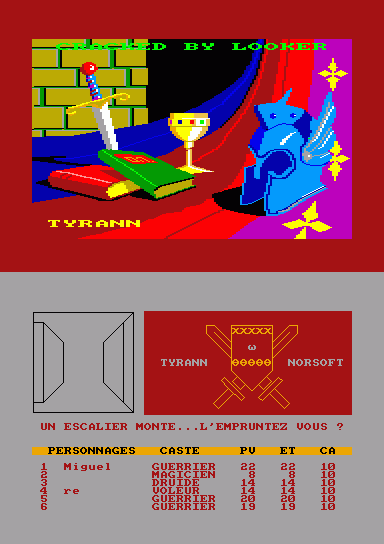 CRACKED BY LOOKER
TYRANN
TYRANN NORSOFT
UN ESCALIER MONTE...L'EMPRUNTEZ VOUS ?
PERSONNAGES CASTE PV ET CA
1 Miguel GUERRIER 22 22 10
2 MAGICIEN 8 8 10
3 DRUIDE 14 14 10
4 re VOLEUR 14 14 10
5 GUERRIER 20 20 10
6 GUERRIER 19 19 10